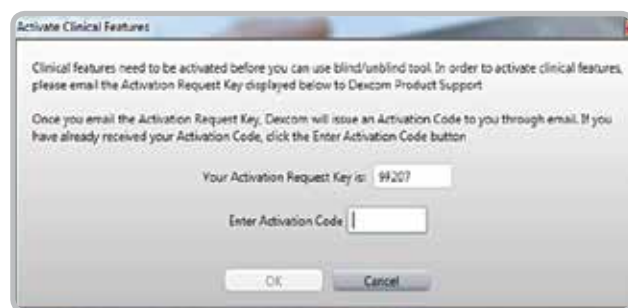 Activate Clinical Features
Clinical features need to be activated before you can use blind/unblind tool. In order to activate clinical features,
please email the Activation Request Key displayed below to Dexcom Product Support
Once you email the Activation Request Key, Dexcom will issue an Activation Code to you through email. If you
have already received your Activation Code, click the Enter Activation Code button
Your Activation Request Key is: 99207
Enter Activation Code
OK Cancel